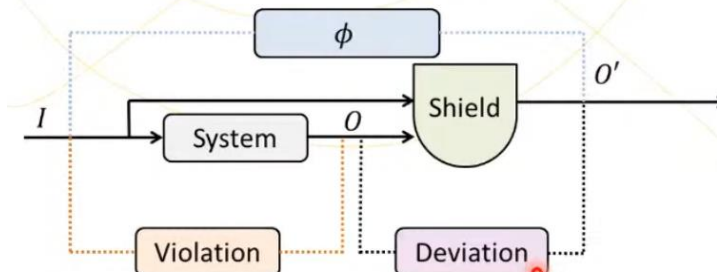 ϕ
O′
I
System
O
Shield
Violation
Deviation